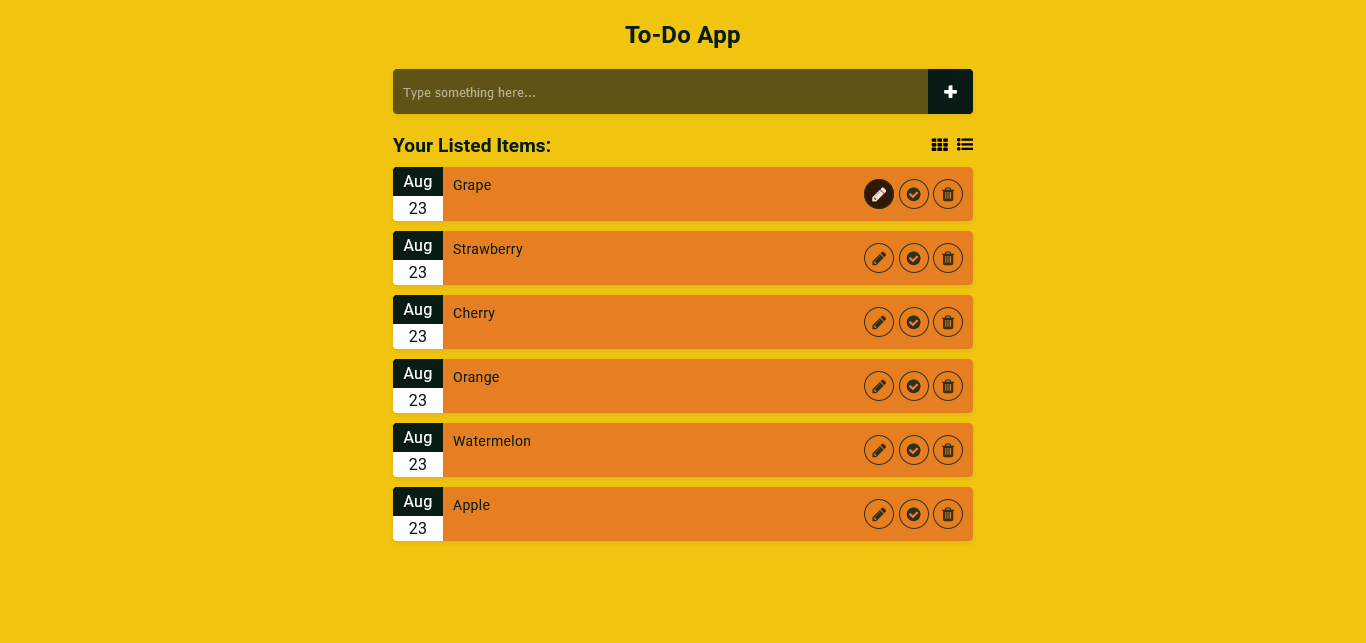 To-Do App
Type something here...
Your Listed Items:
Aug
Grape
23
Aug
Strawberry
23
Aug
Cherry
23
Aug
Orange
23
Aug
Watermelon
23
Aug
Apple
23